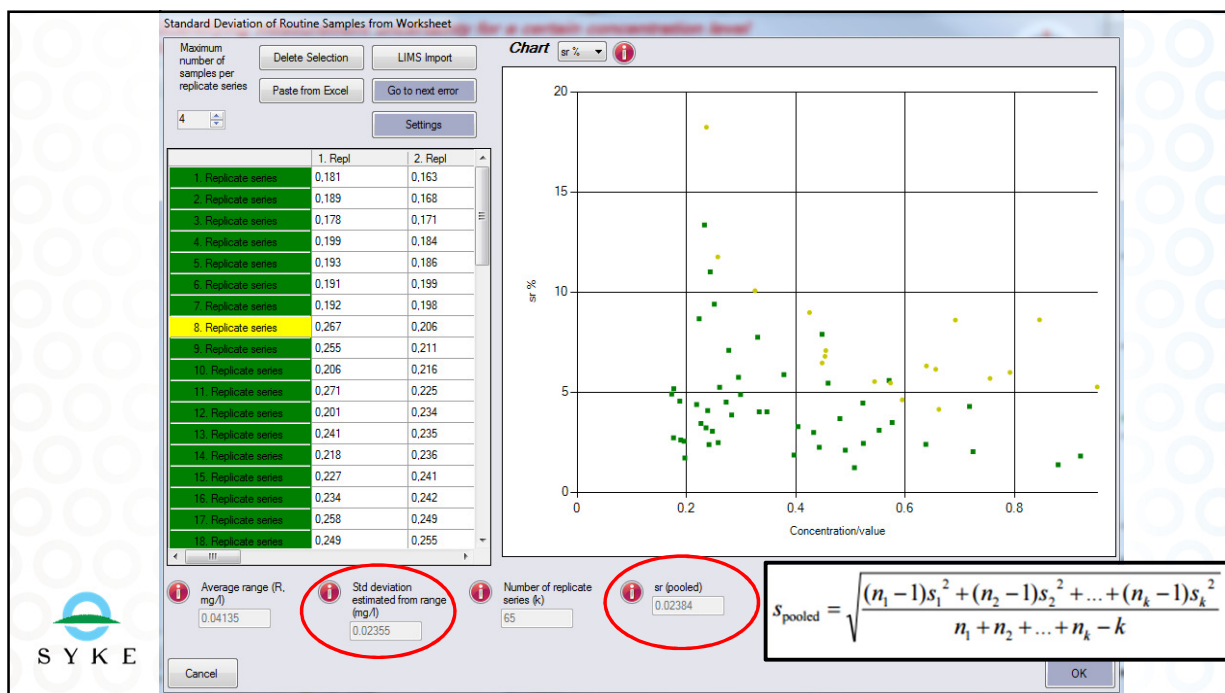 Standard Deviation of Routine Samples from Worksheet
for a certain concentration level
Maximum
number of
samples per
replicate series
Delete Selection
LIMS Import
Paste from Excel
Go to next error
4
Settings
Chart sr %
1. Repl 2. Repl
1. Replicate series 0,181 0,163
2. Replicate series 0,189 0,168
3. Replicate series 0,178 0,171
4. Replicate series 0,199 0,184
5. Replicate series 0,193 0,186
6. Replicate series 0,191 0,199
7. Replicate series 0,192 0,198
8. Replicate series 0,267 0,206
9. Replicate series 0,255 0,211
10. Replicate series 0,206 0,216
11. Replicate series 0,271 0,225
12. Replicate series 0,201 0,234
13. Replicate series 0,241 0,235
14. Replicate series 0,218 0,236
15. Replicate series 0,227 0,241
16. Replicate series 0,234 0,242
17. Replicate series 0,258 0,249
18. Replicate series 0,249 0,255
20
15
10
5
0
sr %
0 0.2 0.4 0.6 0.8
Concentration/value
Average range (R,
mg/l)
0.04135
Std deviation
estimated from range
(mg/l)
0.02355
Number of replicate
series (k)
65
sr (pooled)
0.02384
s_pooled = √(((n₁ − 1)s₁² + (n₂ − 1)s₂² + ... + (nₖ − 1)sₖ²) / (n₁ + n₂ + ... + nₖ − k))
SYKE
Cancel
OK